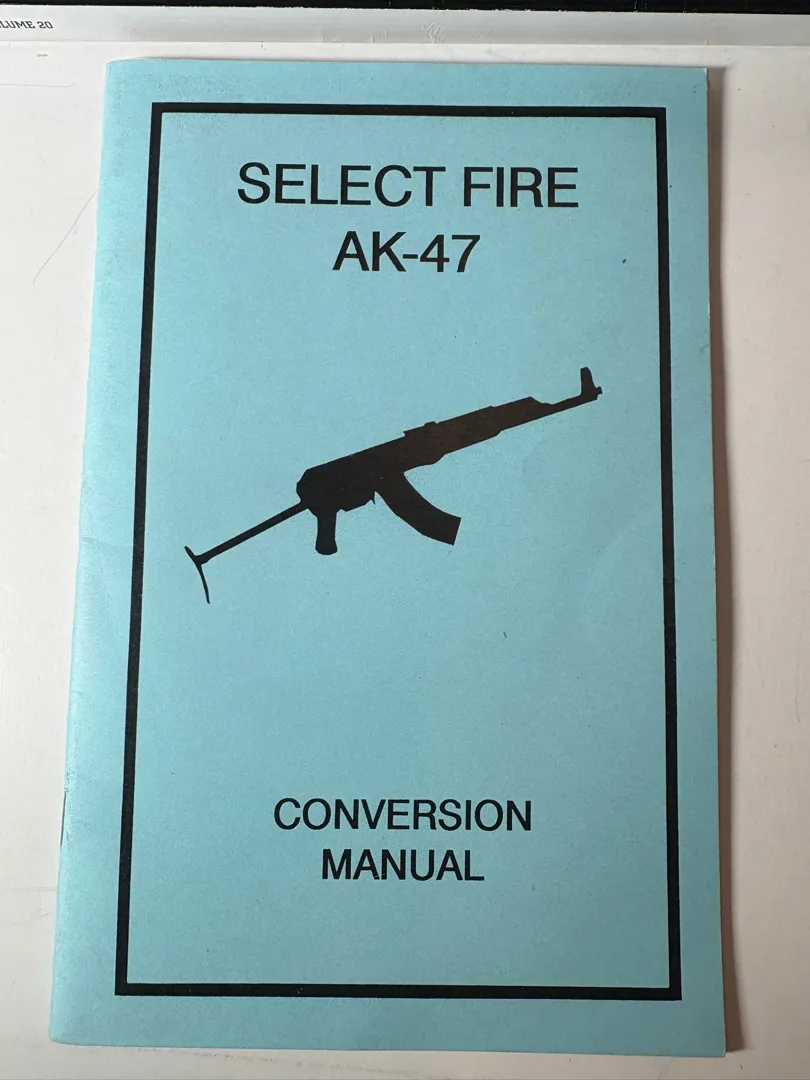 LUME 20
SELECT FIRE
AK-47
CONVERSION
MANUAL